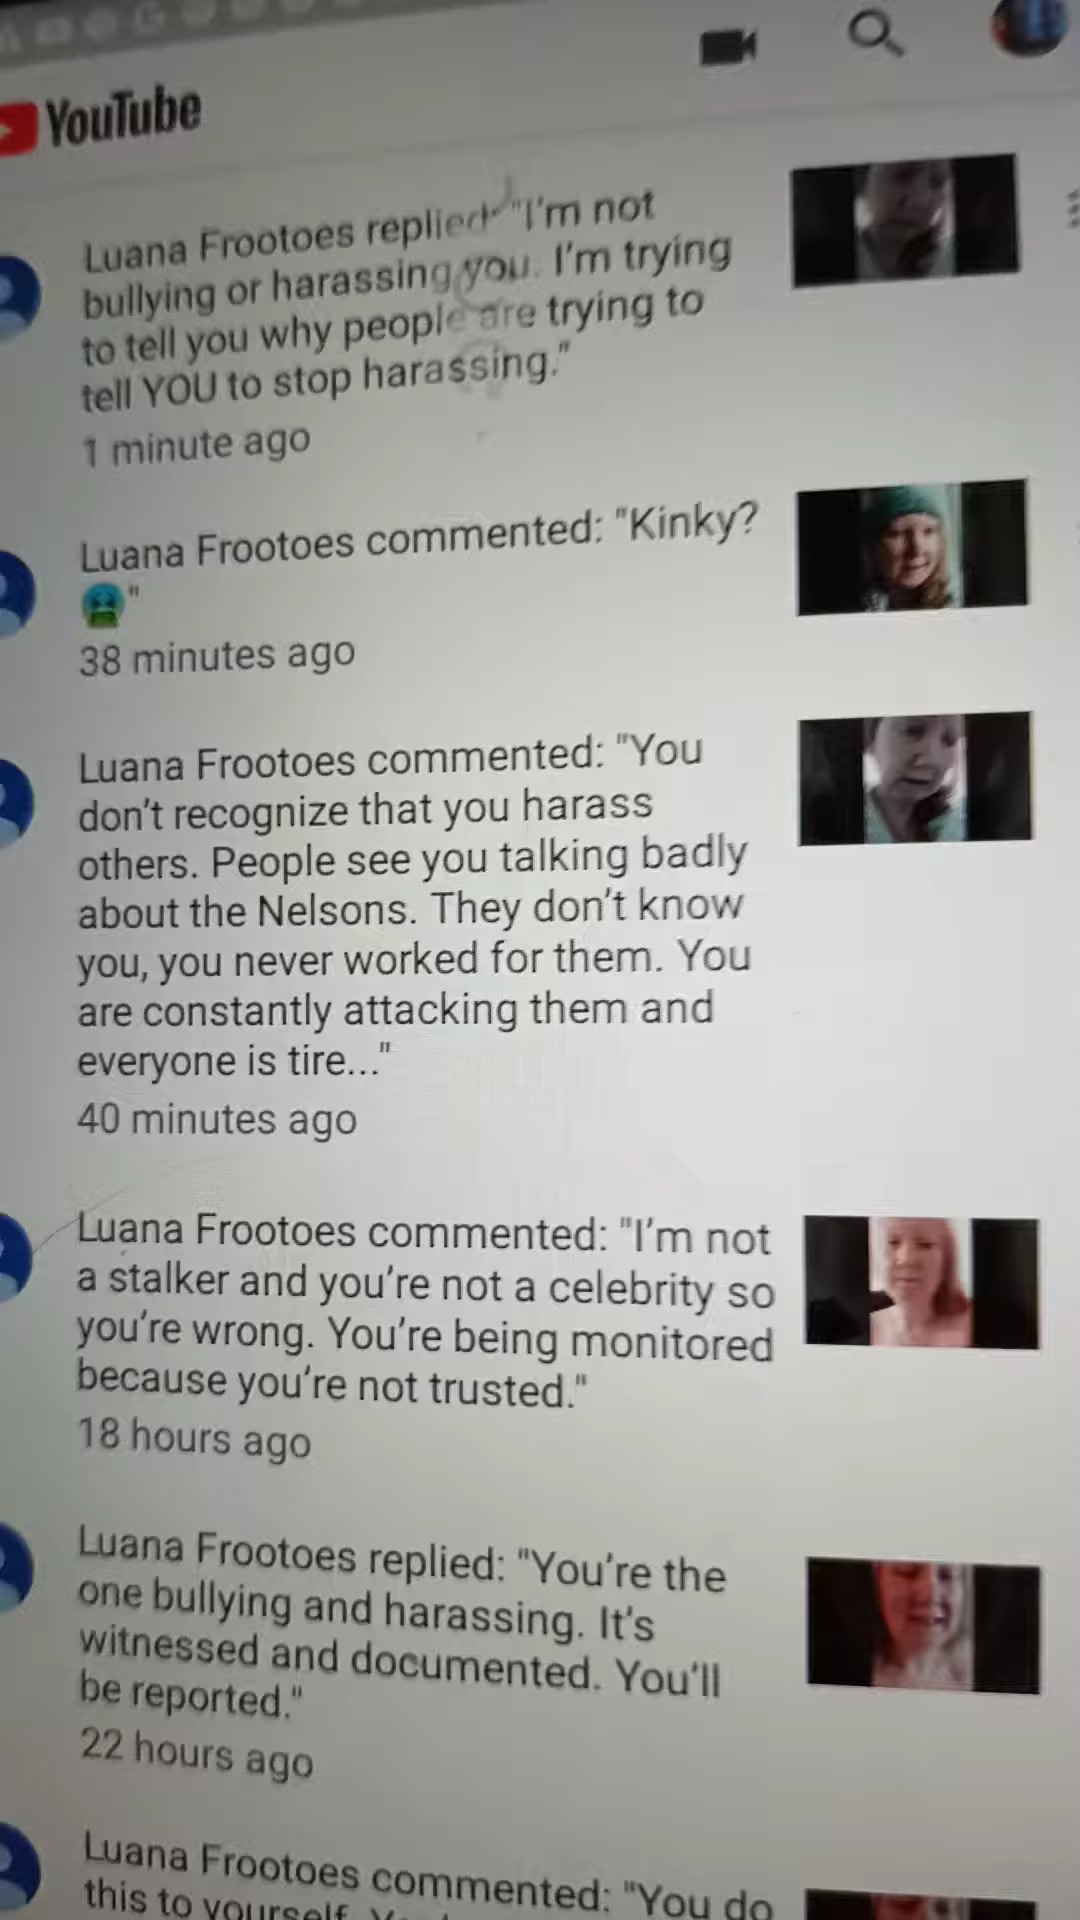 YouTube
Luana Frootoes replied: "I'm not
bullying or harassing you. I'm trying
to tell you why people are trying to
tell YOU to stop harassing."
1 minute ago
Luana Frootoes commented: "Kinky?
🤮"
38 minutes ago
Luana Frootoes commented: "You
don't recognize that you harass
others. People see you talking badly
about the Nelsons. They don't know
you, you never worked for them. You
are constantly attacking them and
everyone is tire..."
40 minutes ago
Luana Frootoes commented: "I'm not
a stalker and you're not a celebrity so
you're wrong. You're being monitored
because you're not trusted."
18 hours ago
Luana Frootoes replied: "You're the
one bullying and harassing. It's
witnessed and documented. You'll
be reported."
22 hours ago
Luana Frootoes commented: "You do
this to yourself.